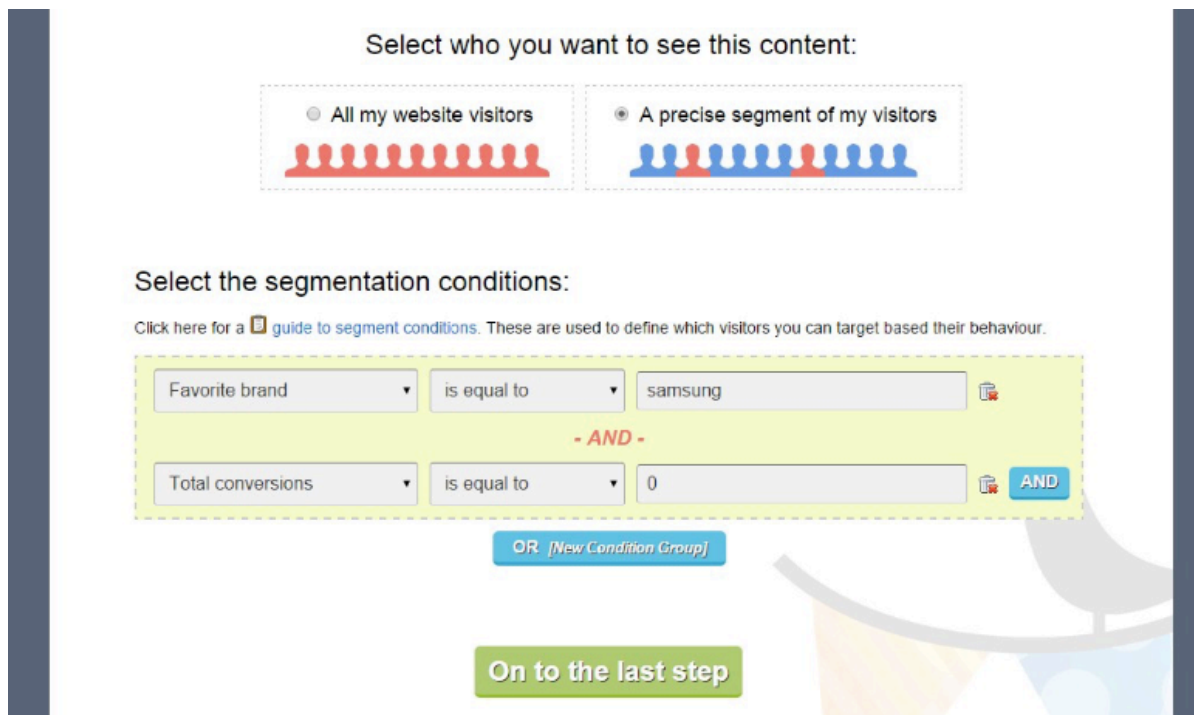 Select who you want to see this content:
All my website visitors
A precise segment of my visitors
Select the segmentation conditions:
Click here for a guide to segment conditions. These are used to define which visitors you can target based their behaviour.
Favorite brand is equal to samsung
- AND -
Total conversions is equal to 0 AND
OR [New Condition Group]
On to the last step